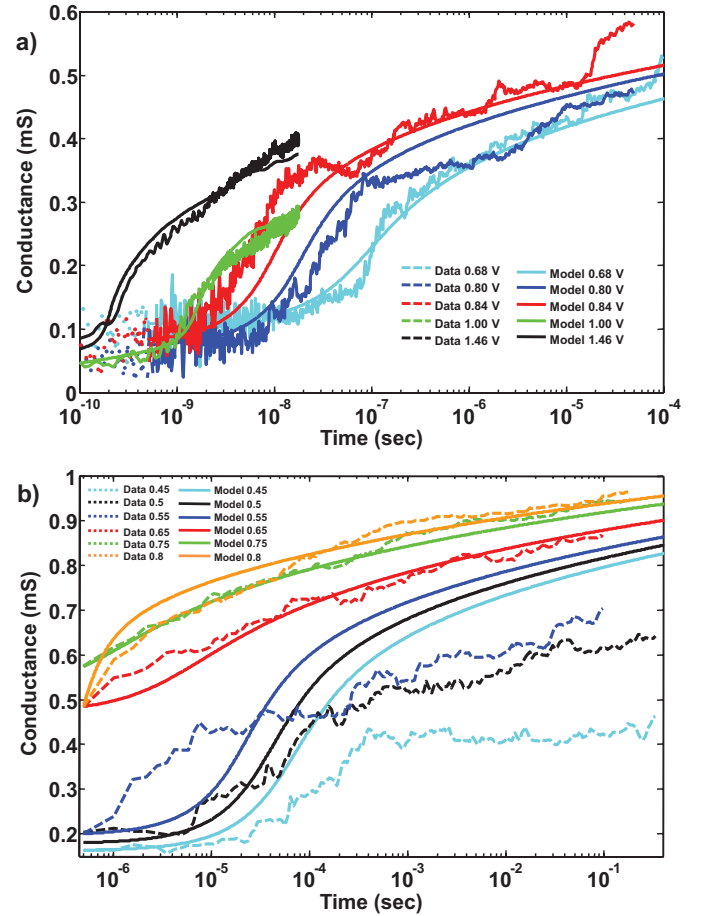 a)
Conductance (mS)
0.6
0.5
0.4
0.3
0.2
0.1
0
Data 0.68 V
Data 0.80 V
Data 0.84 V
Data 1.00 V
Data 1.46 V
Model 0.68 V
Model 0.80 V
Model 0.84 V
Model 1.00 V
Model 1.46 V
10^-10 10^-9 10^-8 10^-7 10^-6 10^-5 10^-4
Time (sec)
b)
Conductance (mS)
1
0.9
0.8
0.7
0.6
0.5
0.4
0.3
0.2
Data 0.45
Data 0.5
Data 0.55
Data 0.65
Data 0.75
Data 0.8
Model 0.45
Model 0.5
Model 0.55
Model 0.65
Model 0.75
Model 0.8
10^-6 10^-5 10^-4 10^-3 10^-2 10^-1
Time (sec)